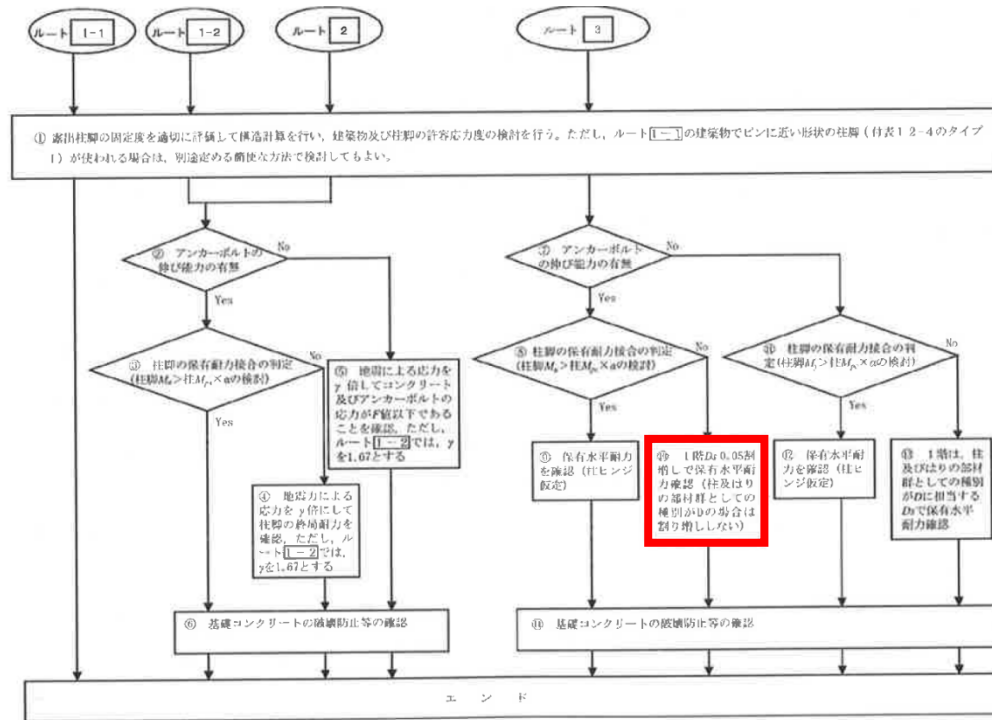 ルート 1-1
ルート 1-2
ルート 2
ルート 3
① 露出柱脚の固定度を適切に評価して構造計算を行い,建築物及び柱脚の許容応力度の検討を行う。ただし,ルート1-1の建築物でピンに近い形状の柱脚(付表12-4のタイプ
1)が使われる場合は,別途定める簡便な方法で検討してもよい。
② アンカーボルトの
伸び能力の有無
No
Yes
③ 柱脚の保有耐力接合の判定
(柱脚Mu>柱Mpc×αの検討)
No
Yes
⑤ 地震による応力を
γ倍してコンクリート
及びアンカーボルトの
応力がF値以下である
ことを確認,ただし,
ルート1-2では,γ
を1.67とする
④ 地震力による
応力をγ倍にして
柱脚の終局耐力を
確認,ただし,ル
ート1-2では,
γを1.67とする
⑥ 基礎コンクリートの破壊防止等の確認
⑦ アンカーボルト
の伸び能力の有無
No
Yes
⑧ 柱脚の保有耐力接合の判定
(柱脚Mu>柱Mpc×αの検討)
No
Yes
柱脚の保有耐力接合の判
定(柱脚Mj>柱Mpc×αの検討)
No
Yes
保有水平耐力
を確認(柱ヒンジ
仮定)
⑩ 1階Ds 0.05割
増しで保有水平耐
力確認(柱及はり
の部材群としての
種別がDの場合は
割り増ししない)
⑫ 保有水平耐
力を確認(柱ヒ
ンジ仮定)
⑬ 1階は,柱
及びはりの部材
群としての種別
がDに担当する
Dsで保有水平
耐力確認
⑭ 基礎コンクリートの破壊防止等の確認
エンド